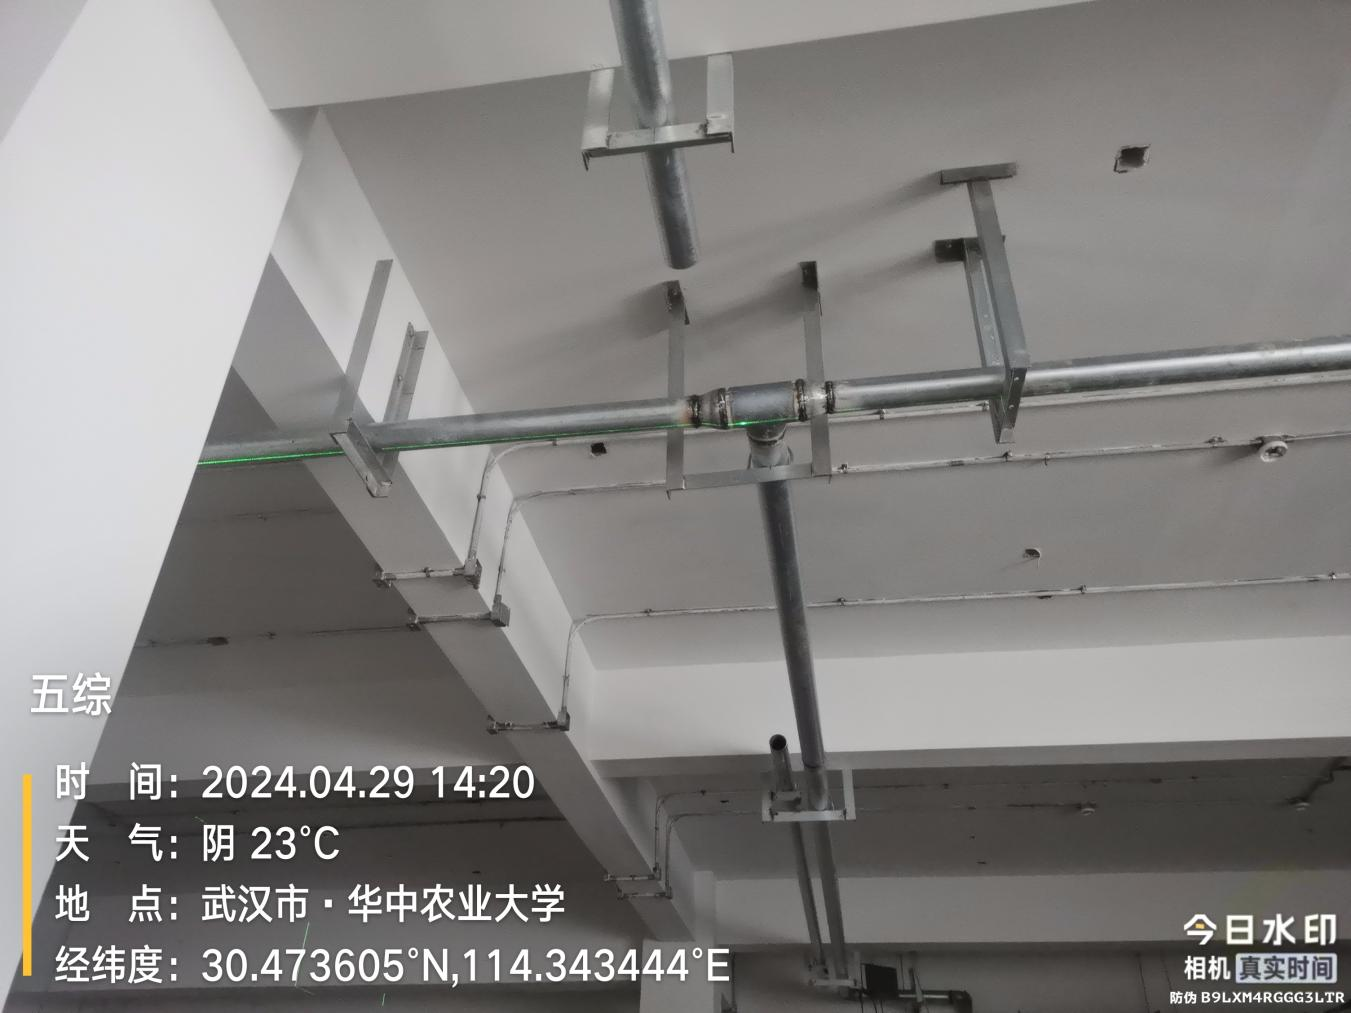 五综
时 间：2024.04.29 14:20
天 气：阴 23°C
地 点：武汉市·华中农业大学
经纬度：30.473605°N,114.343444°E
今日水印
相机 真实时间
防伪 B9LXM4RGGG3LTR